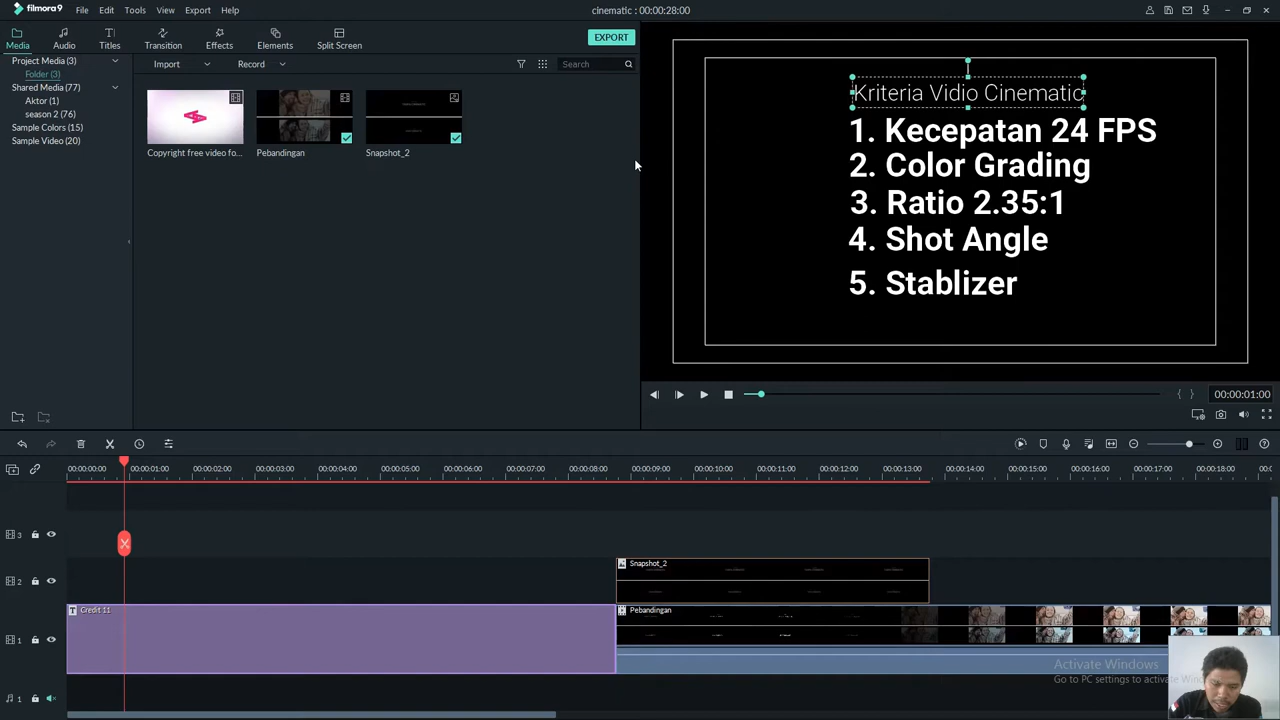 filmora9 File Edit Tools View Export Help cinematic : 00:00:28:00
Media Audio Titles Transition Effects Elements Split Screen EXPORT
Project Media (3)
Folder (3)
Shared Media (77)
Aktor (1)
season 2 (76)
Sample Colors (15)
Sample Video (20)
Import Record Search
Copyright free video fo... Pebandingan Snapshot_2
Kriteria Vidio Cinematic
1. Kecepatan 24 FPS
2. Color Grading
3. Ratio 2.35:1
4. Shot Angle
5. Stablizer
00:00:01:00
00:00:00:00 00:00:01:00 00:00:02:00 00:00:03:00 00:00:04:00 00:00:05:00 00:00:06:00 00:00:07:00 00:00:08:00 00:00:09:00 00:00:10:00 00:00:11:00 00:00:12:00 00:00:13:00 00:00:14:00 00:00:15:00 00:00:16:00 00:00:17:00 00:00:18:00
3
2 Snapshot_2
Credit 11 Pebandingan
1
Activate Windows
Go to PC settings to activate
1